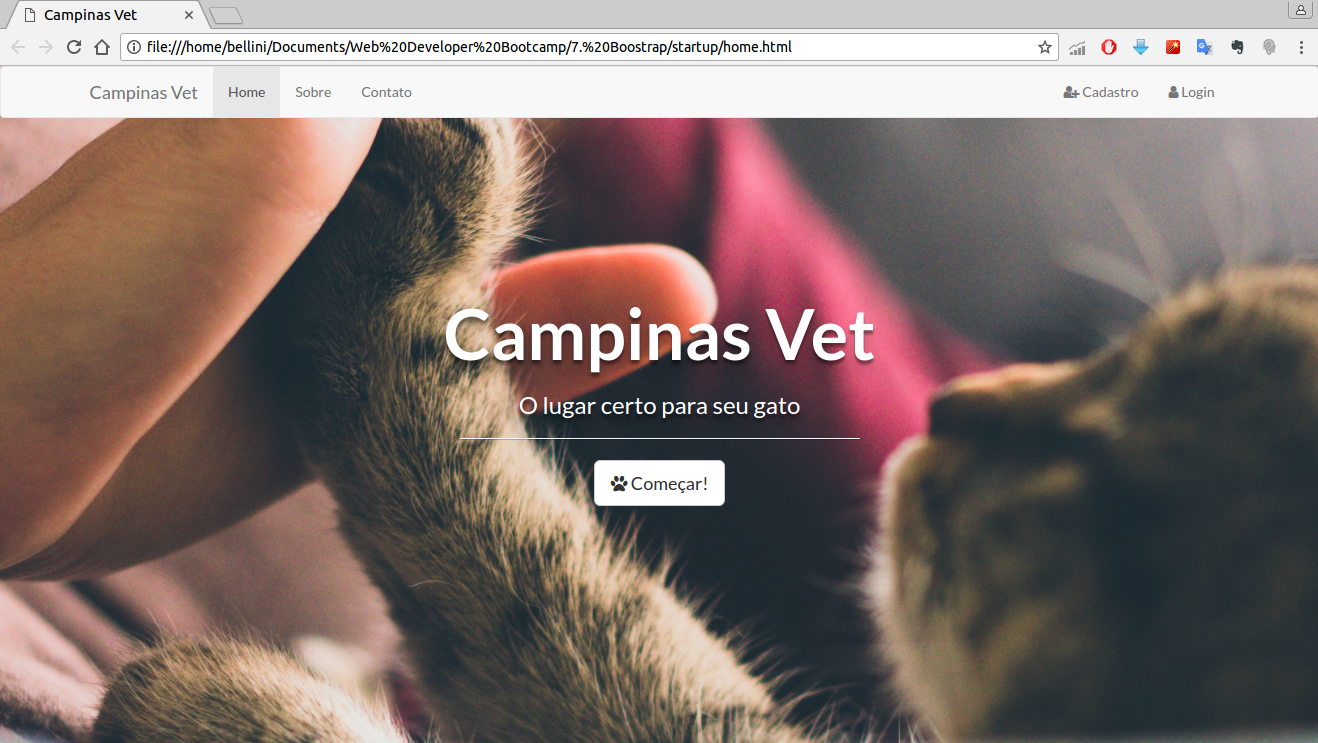 Campinas Vet
file:///home/bellini/Documents/Web%20Developer%20Bootcamp/7.%20Boostrap/startup/home.html
Campinas Vet Home Sobre Contato Cadastro Login
Campinas Vet
O lugar certo para seu gato
Começar!